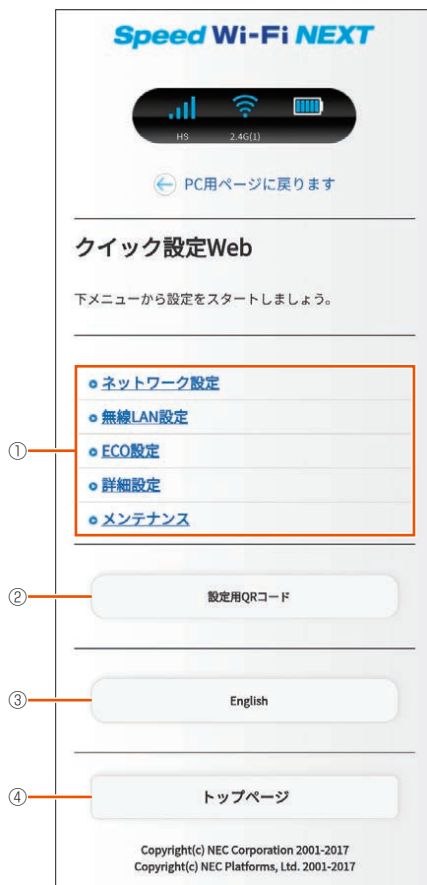 Speed Wi-Fi NEXT
HS 2.4G(1)
PC用ページに戻ります
クイック設定Web
下メニューから設定をスタートしましょう。
ネットワーク設定
無線LAN設定
① ECO設定
詳細設定
メンテナンス
② 設定用QRコード
③ English
④ トップページ
Copyright(c) NEC Corporation 2001-2017
Copyright(c) NEC Platforms, Ltd. 2001-2017